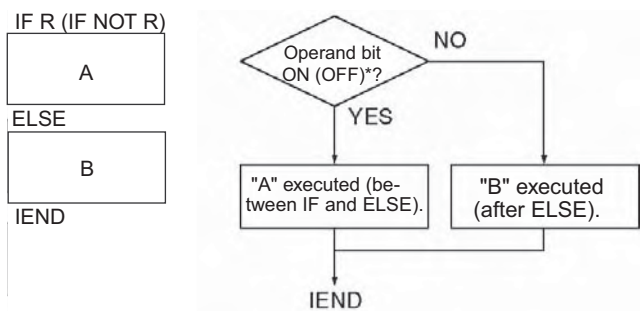 IF R (IF NOT R)
A
ELSE
B
IEND
Operand bit
ON (OFF)*?
NO
YES
"A" executed (be-
tween IF and ELSE).
"B" executed
(after ELSE).
IEND